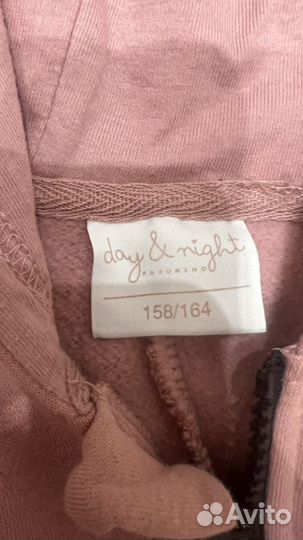 day & night
FUTURINO
158/164
Avito